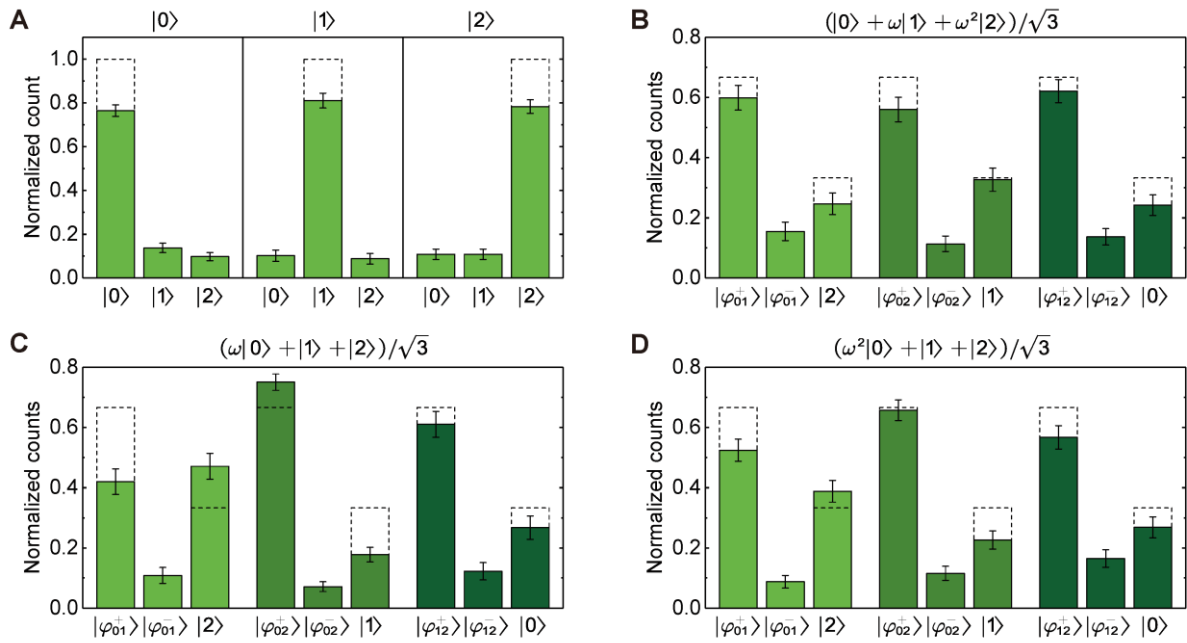 A
|0⟩ |1⟩ |2⟩
Normalized count
1.0
0.8
0.6
0.4
0.2
0.0
|0⟩ |1⟩ |2⟩ |0⟩ |1⟩ |2⟩ |0⟩ |1⟩ |2⟩
B
(|0⟩ + ω|1⟩ + ω²|2⟩)/√3
Normalized counts
0.8
0.6
0.4
0.2
0.0
|φ₀₁⁺⟩ |φ₀₁⁻⟩ |2⟩ |φ₀₂⁺⟩ |φ₀₂⁻⟩ |1⟩ |φ₁₂⁺⟩ |φ₁₂⁻⟩ |0⟩
C
(ω|0⟩ + |1⟩ + |2⟩)/√3
Normalized counts
0.8
0.6
0.4
0.2
0.0
|φ₀₁⁺⟩ |φ₀₁⁻⟩ |2⟩ |φ₀₂⁺⟩ |φ₀₂⁻⟩ |1⟩ |φ₁₂⁺⟩ |φ₁₂⁻⟩ |0⟩
D
(ω²|0⟩ + |1⟩ + |2⟩)/√3
Normalized counts
0.8
0.6
0.4
0.2
0.0
|φ₀₁⁺⟩ |φ₀₁⁻⟩ |2⟩ |φ₀₂⁺⟩ |φ₀₂⁻⟩ |1⟩ |φ₁₂⁺⟩ |φ₁₂⁻⟩ |0⟩